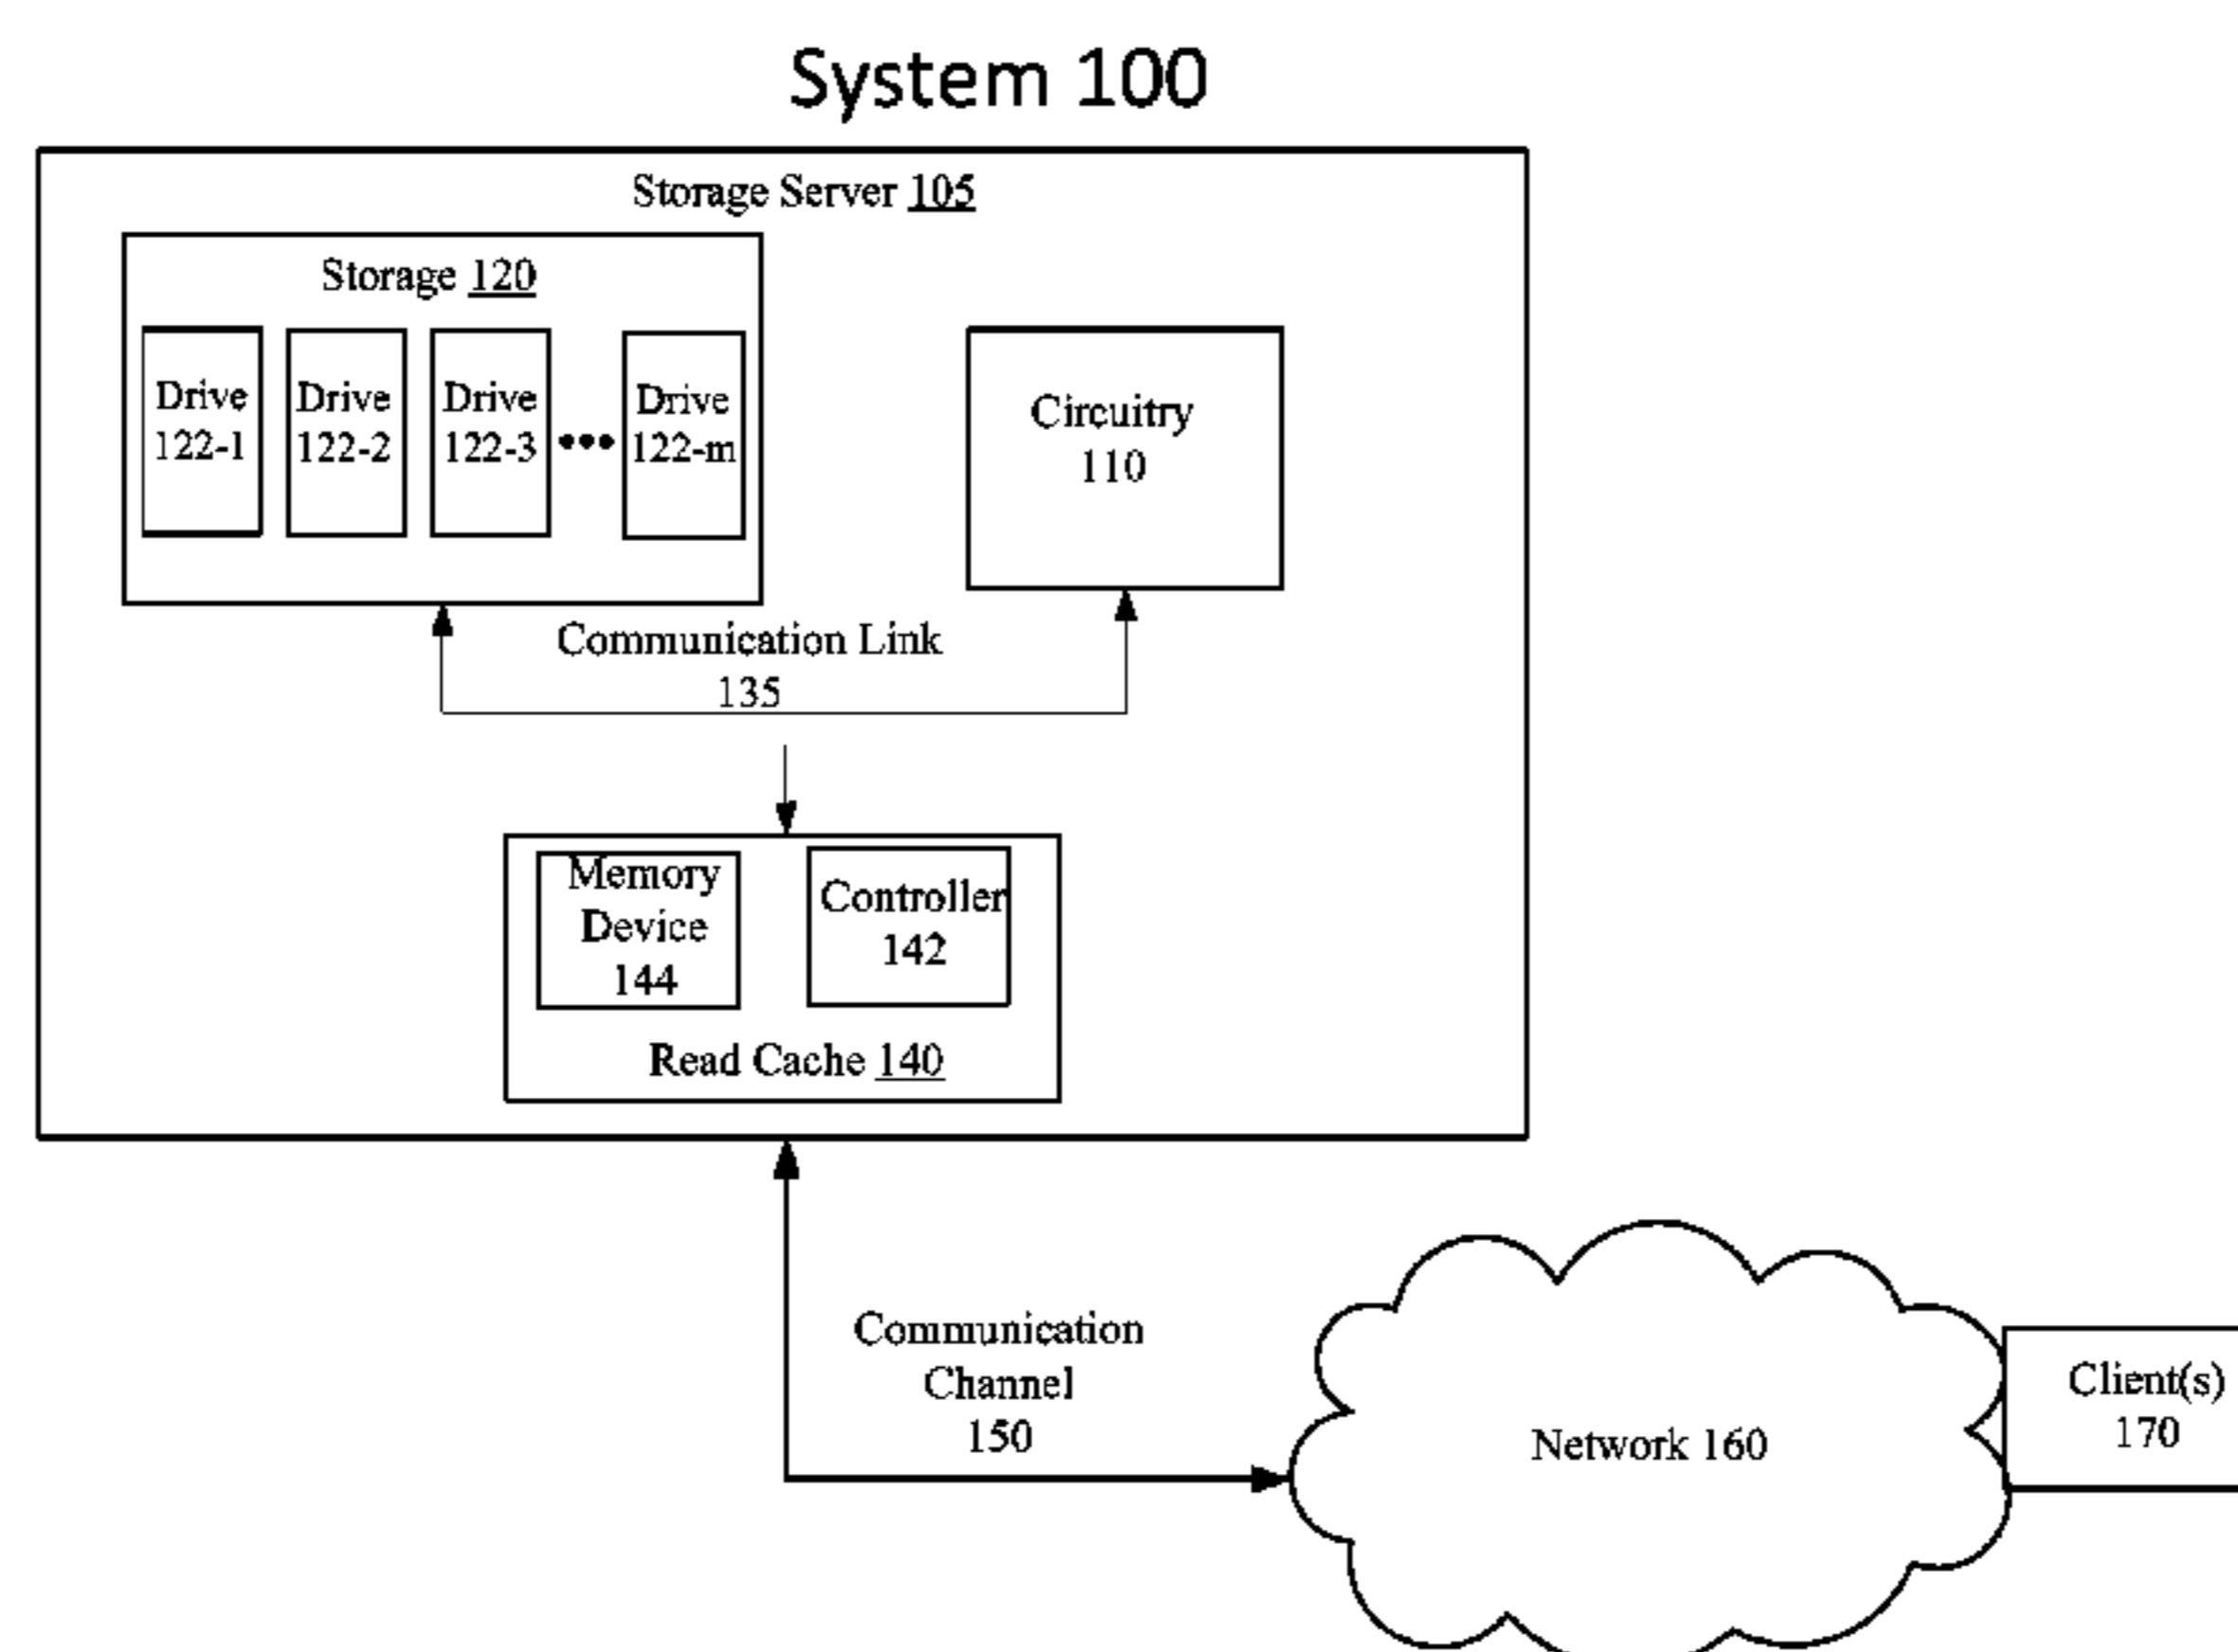 System 100
Storage Server 105
Storage 120
Drive
122-1
Drive
122-2
Drive
122-3
•••
Drive
122-m
Circuitry
110
Communication Link
135
Memory
Device
144
Controller
142
Read Cache 140
Communication
Channel
150
Network 160
Client(s)
170